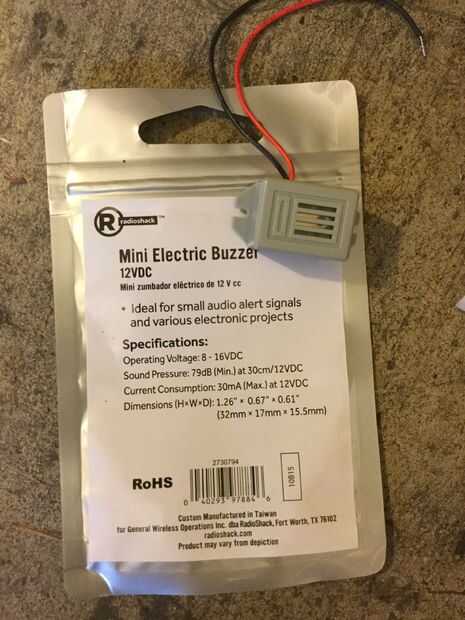 R radioshack™
Mini Electric Buzzer
12VDC
Mini zumbador eléctrico de 12 V cc
• Ideal for small audio alert signals
and various electronic projects
Specifications:
Operating Voltage: 8 - 16VDC
Sound Pressure: 79dB (Min.) at 30cm/12VDC
Current Consumption: 30mA (Max.) at 12VDC
Dimensions (H×W×D): 1.26" × 0.67" × 0.61"
(32mm × 17mm × 15.5mm)
2730794
RoHS
0 40293 97884 6
10B15
Custom Manufactured in Taiwan
for General Wireless Operations Inc. dba RadioShack, Fort Worth, TX 76102
radioshack.com
Product may vary from depiction